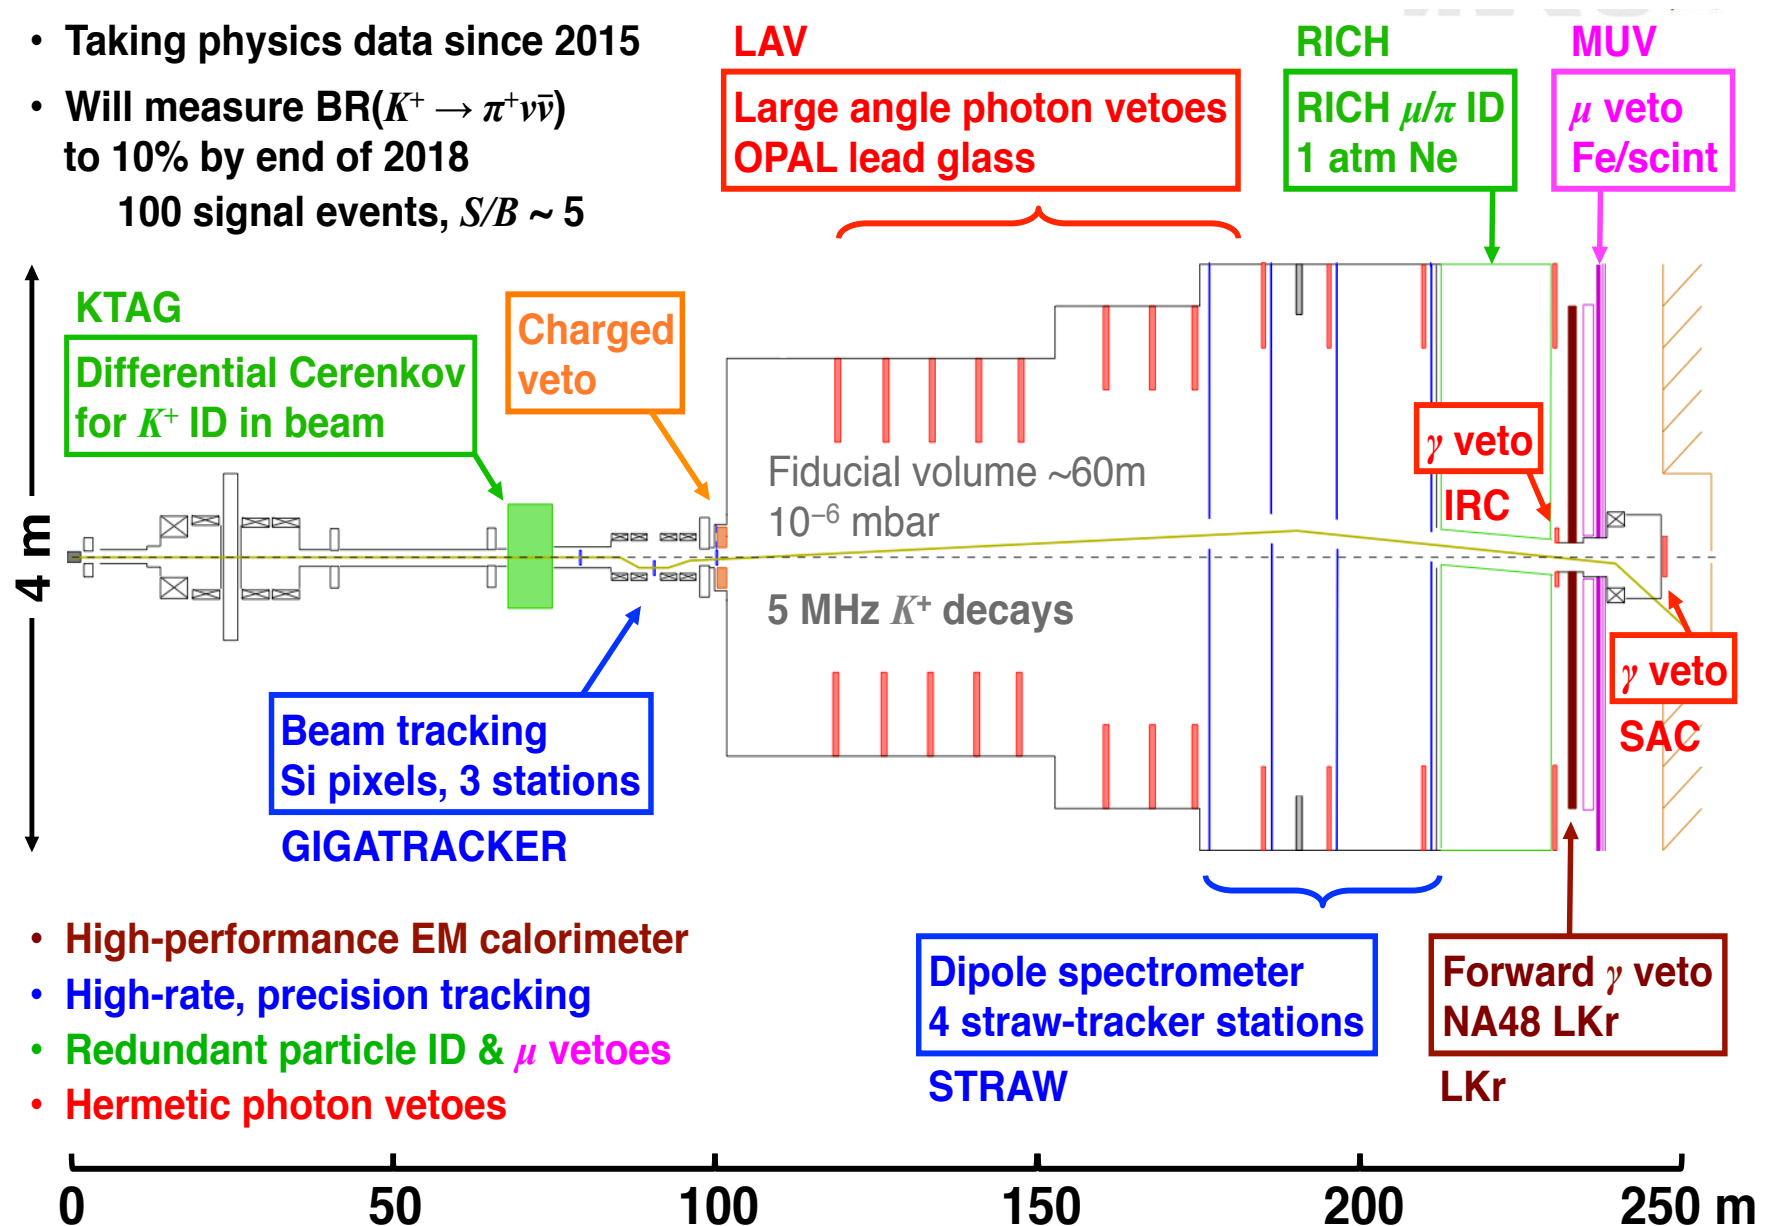 • Taking physics data since 2015
• Will measure BR(K⁺ → π⁺νν̄)
to 10% by end of 2018
100 signal events, S/B ~ 5
LAV
Large angle photon vetoes
OPAL lead glass
RICH
RICH μ/π ID
1 atm Ne
MUV
μ veto
Fe/scint
KTAG
Differential Cerenkov
for K⁺ ID in beam
Charged
veto
4 m
Fiducial volume ~60m
10⁻⁶ mbar
5 MHz K⁺ decays
γ veto
IRC
γ veto
SAC
Beam tracking
Si pixels, 3 stations
GIGATRACKER
• High-performance EM calorimeter
• High-rate, precision tracking
• Redundant particle ID & μ vetoes
• Hermetic photon vetoes
Dipole spectrometer
4 straw-tracker stations
STRAW
Forward γ veto
NA48 LKr
LKr
0 50 100 150 200 250 m